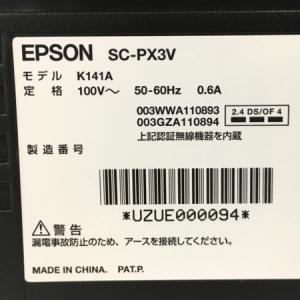 EPSON SC-PX3V
モデル K141A
定格 100V～ 50-60Hz 0.6A
003WWA110893
003GZA110894
2.4 DS/OF 4
上記認証無線機器を内蔵
製造番号
*UZUE000094*
⚠警告
漏電事故防止のため、アースを接続してください。
MADE IN CHINA. PAT.P.